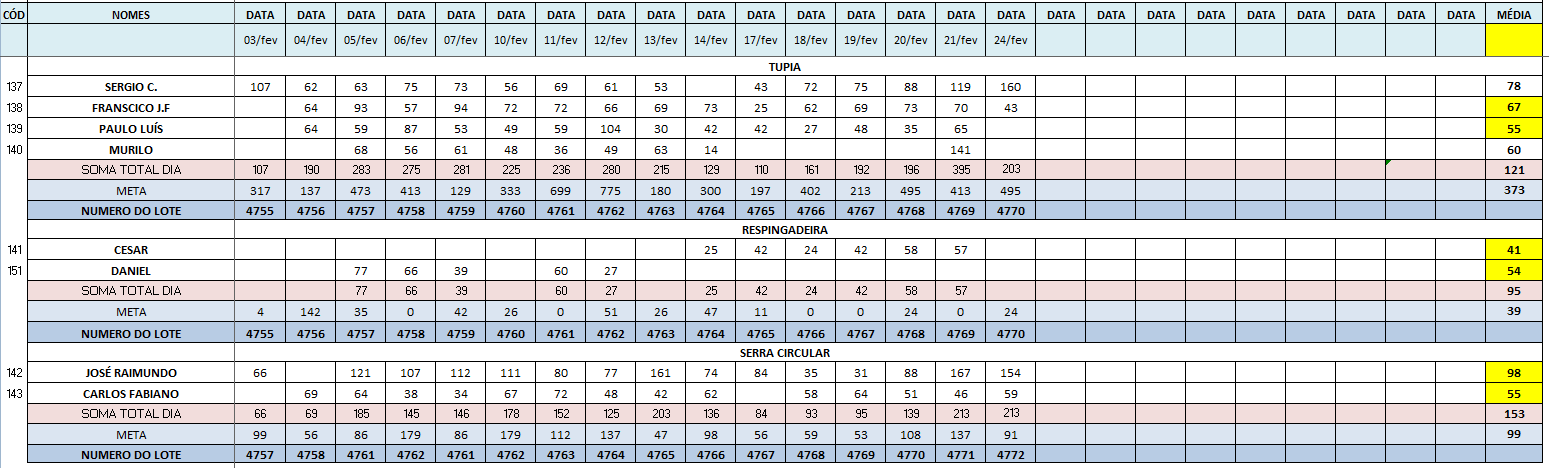 CÓD NOMES DATA DATA DATA DATA DATA DATA DATA DATA DATA DATA DATA DATA DATA DATA DATA DATA DATA DATA DATA DATA DATA DATA DATA DATA DATA MÉDIA
03/fev 04/fev 05/fev 06/fev 07/fev 10/fev 11/fev 12/fev 13/fev 14/fev 17/fev 18/fev 19/fev 20/fev 21/fev 24/fev
TUPIA
137 SERGIO C. 107 62 63 75 73 56 69 61 53 43 72 75 88 119 160 78
138 FRANSCICO J.F 64 93 57 94 72 72 66 69 73 25 62 69 73 70 43 67
139 PAULO LUÍS 64 59 87 53 49 59 104 30 42 42 27 48 35 65 55
140 MURILO 68 56 61 48 36 49 63 14 141 60
SOMA TOTAL DIA 107 190 283 275 281 225 236 280 215 129 110 161 192 196 395 203 121
META 317 137 473 413 129 333 699 775 180 300 197 402 213 495 413 495 373
NUMERO DO LOTE 4755 4756 4757 4758 4759 4760 4761 4762 4763 4764 4765 4766 4767 4768 4769 4770
RESPINGADEIRA
141 CESAR 25 42 24 42 58 57 41
151 DANIEL 77 66 39 60 27 54
SOMA TOTAL DIA 77 66 39 60 27 25 42 24 42 58 57 95
META 4 142 35 0 42 26 0 51 26 47 11 0 0 24 0 24 39
NUMERO DO LOTE 4755 4756 4757 4758 4759 4760 4761 4762 4763 4764 4765 4766 4767 4768 4769 4770
SERRA CIRCULAR
142 JOSÉ RAIMUNDO 66 121 107 112 111 80 77 161 74 84 35 31 88 167 154 98
143 CARLOS FABIANO 69 64 38 34 67 72 48 42 62 58 64 51 46 59 55
SOMA TOTAL DIA 66 69 185 145 146 178 152 125 203 136 84 93 95 139 213 213 153
META 99 56 86 179 86 179 112 137 47 98 56 59 53 108 137 91 99
NUMERO DO LOTE 4757 4758 4761 4762 4761 4762 4763 4764 4765 4766 4767 4768 4769 4770 4771 4772